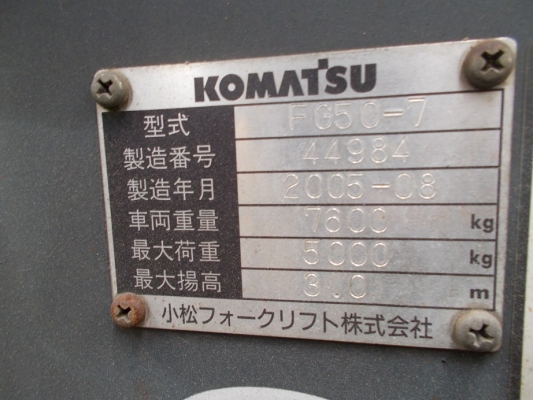 KOMATSU
型式 FG50-7
製造番号 44984
製造年月 2005-08
車両重量 7600 kg
最大荷重 5000 kg
最大揚高 3.0 m
小松フォークリフト株式会社